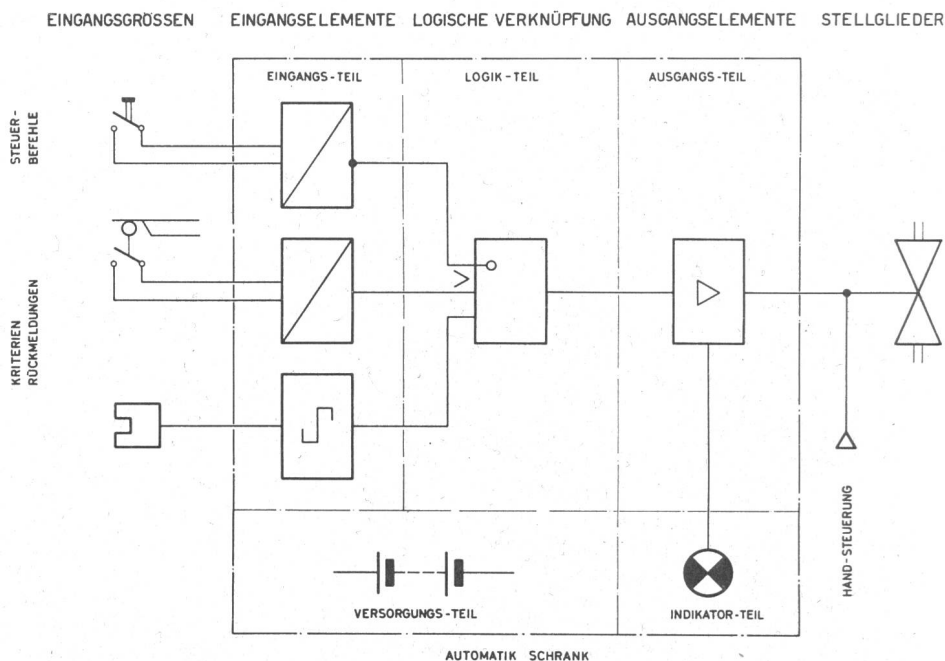 EINGANGSGRÖSSEN EINGANGSELEMENTE LOGISCHE VERKNÜPFUNG AUSGANGSELEMENTE STELLGLIEDER
EINGANGS-TEIL
LOGIK-TEIL
AUSGANGS-TEIL
STEUER-
BEFEHLE
KRITERIEN
RÜCKMELDUNGEN
HAND-STEUERUNG
VERSORGUNGS-TEIL
INDIKATOR-TEIL
AUTOMATIK SCHRANK